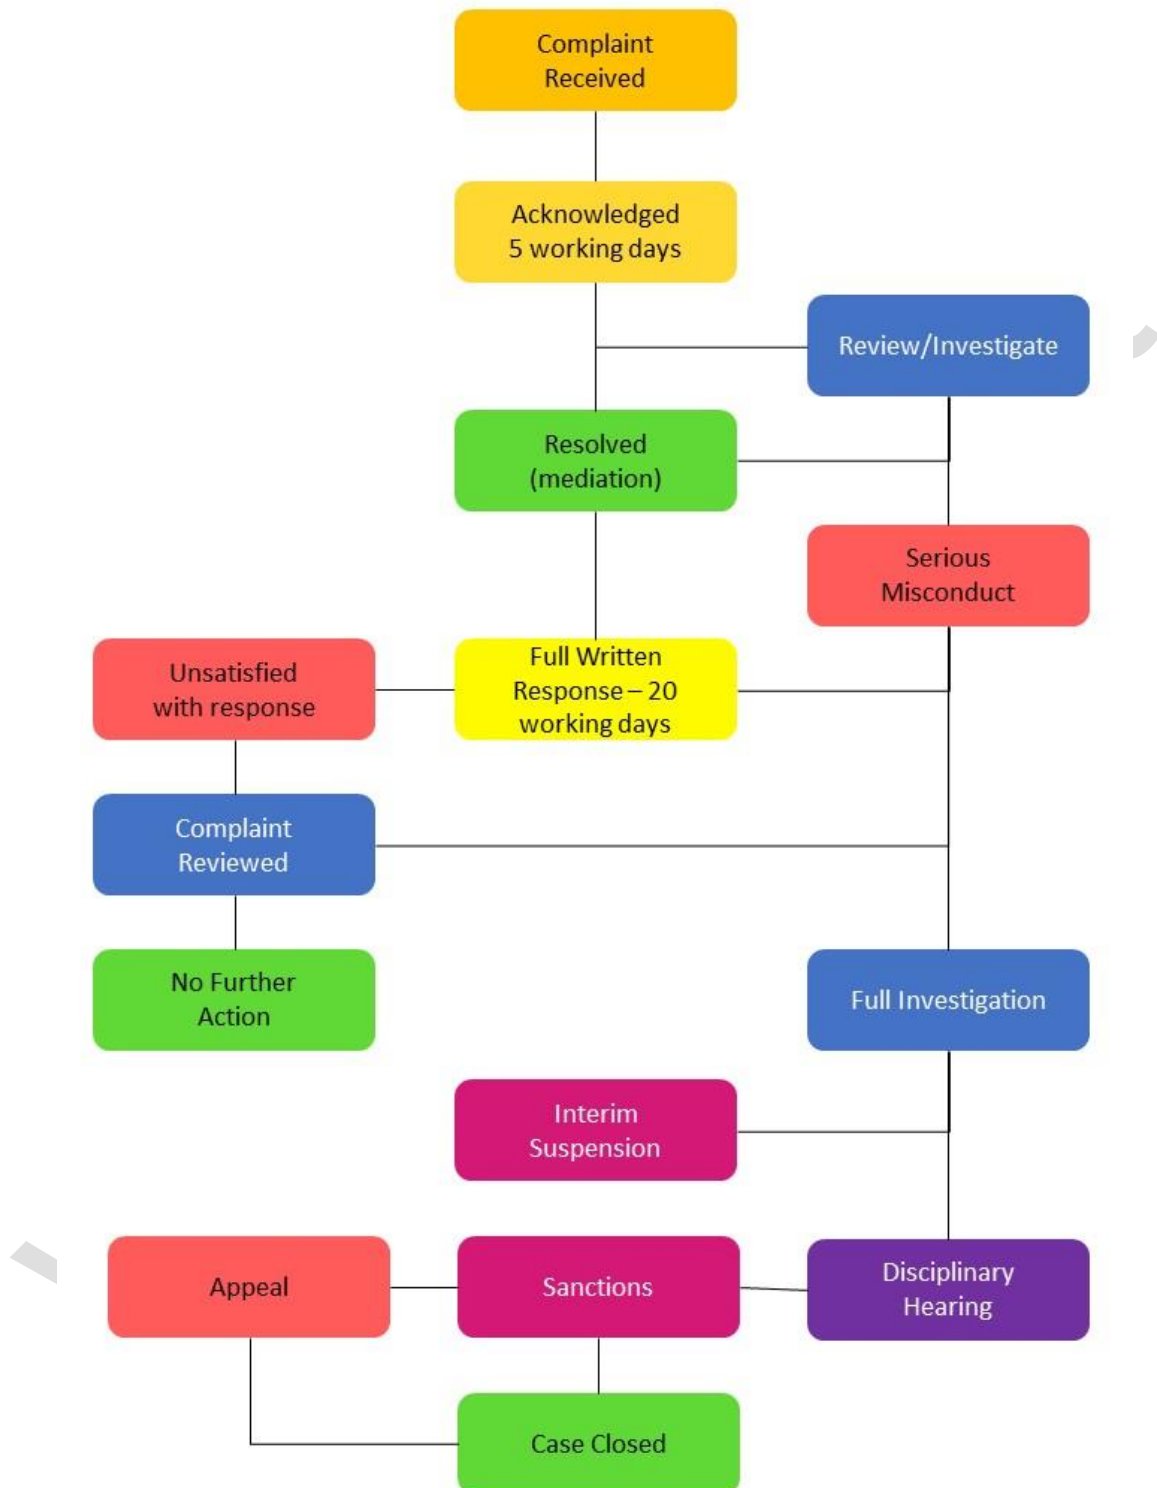 Complaint
Received
Acknowledged
5 working days
Review/Investigate
Resolved
(mediation)
Serious
Misconduct
Unsatisfied
with response
Full Written
Response – 20
working days
Complaint
Reviewed
No Further
Action
Full Investigation
Interim
Suspension
Appeal
Sanctions
Disciplinary
Hearing
Case Closed